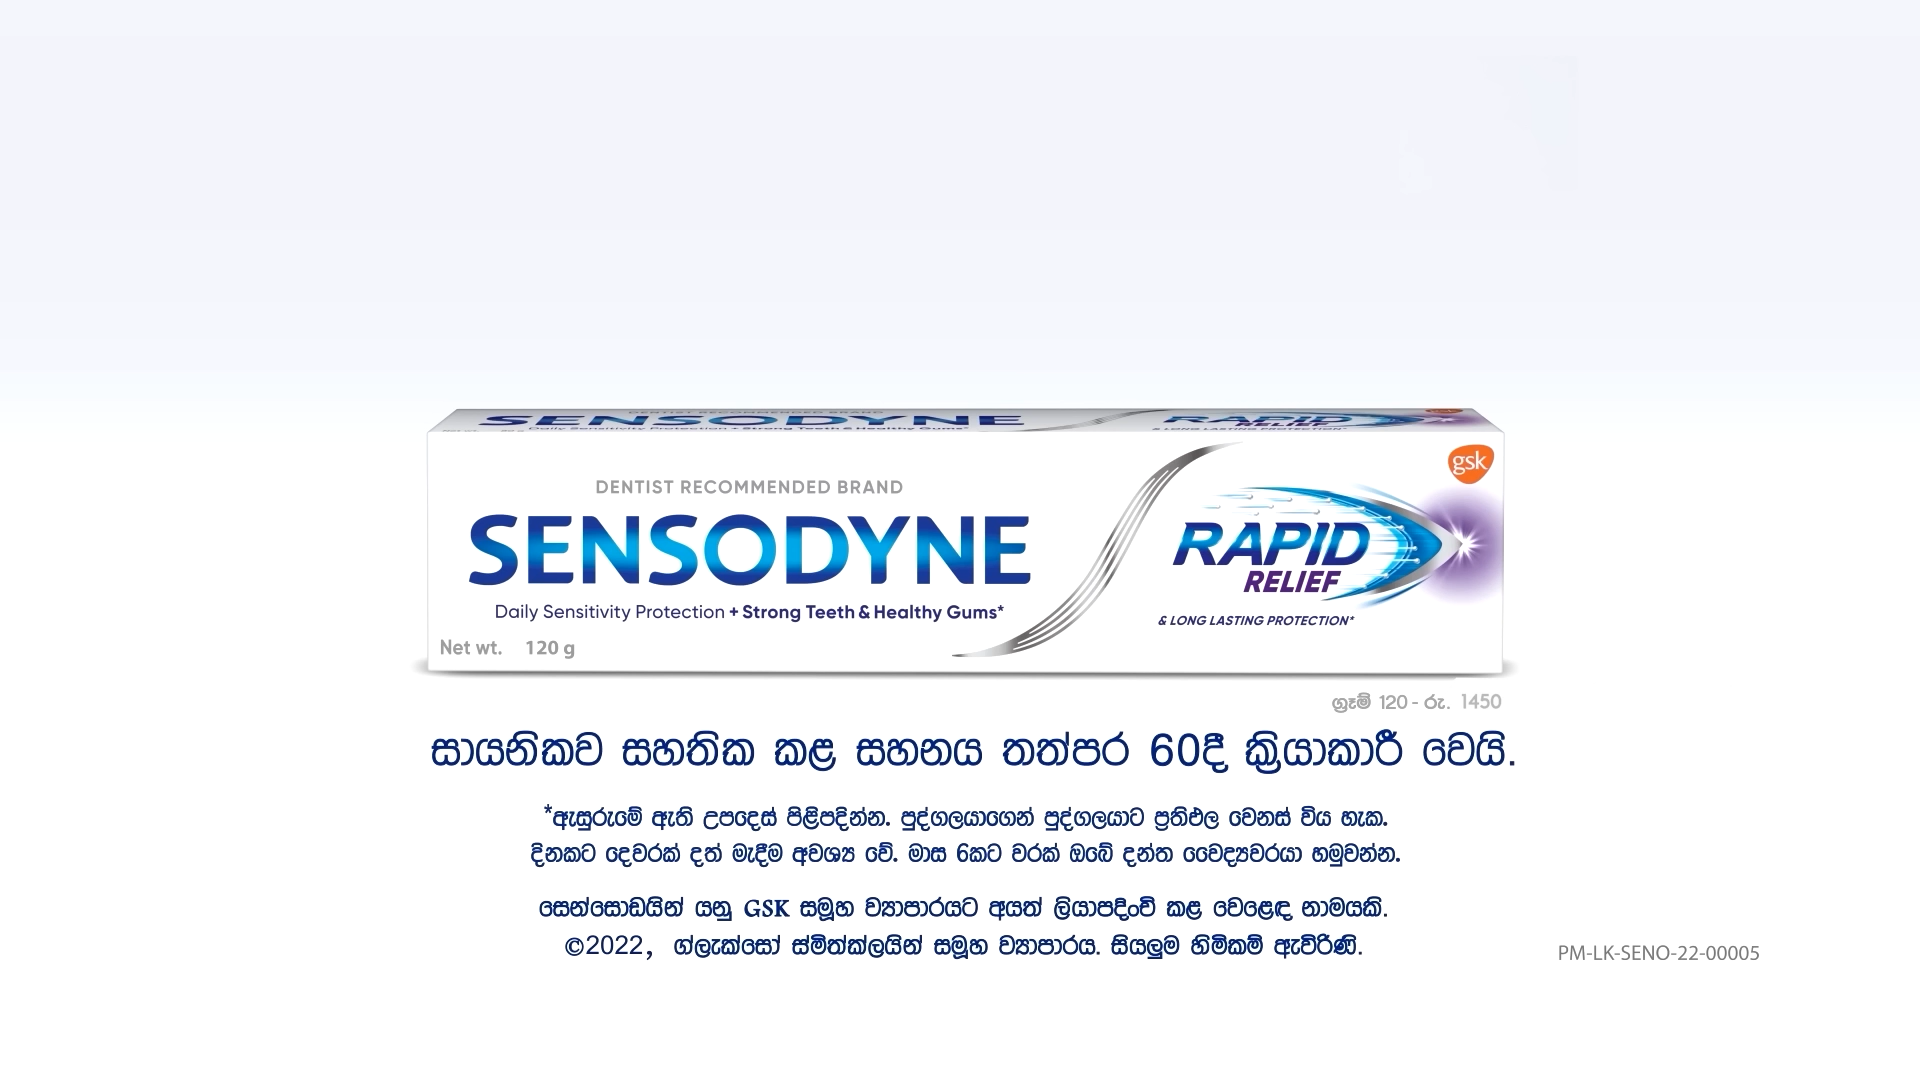 SENSODYNE
RAPID
RELIEF
gsk
DENTIST RECOMMENDED BRAND
SENSODYNE
Daily Sensitivity Protection + Strong Teeth & Healthy Gums*
Net wt. 120 g
RAPID
RELIEF
& LONG LASTING PROTECTION*
ග්‍රෑම් 120 - රු. 1450
සායනිකව සහතික කළ සහනය තත්පර 60දී ක්‍රියාකාරී වෙයි.
*ඇසුරුමේ ඇති උපදෙස් පිළිපදින්න. පුද්ගලයාගෙන් පුද්ගලයාට ප්‍රතිඵල වෙනස් විය හැක.
දිනකට දෙවරක් දත් මැදීම අවශ්‍ය වේ. මාස 6කට වරක් ඔබේ දන්ත වෛද්‍යවරයා හමුවන්න.
සෙන්සොඩයින් යනු GSK සමූහ ව්‍යාපාරයට අයත් ලියාපදිංචි කළ වෙළෙඳ නාමයකි.
©2022, ග්ලැක්සෝ ස්මිත්ක්ලයින් සමූහ ව්‍යාපාරය. සියලුම හිමිකම් ඇවිරිණි.
PM-LK-SENO-22-00005